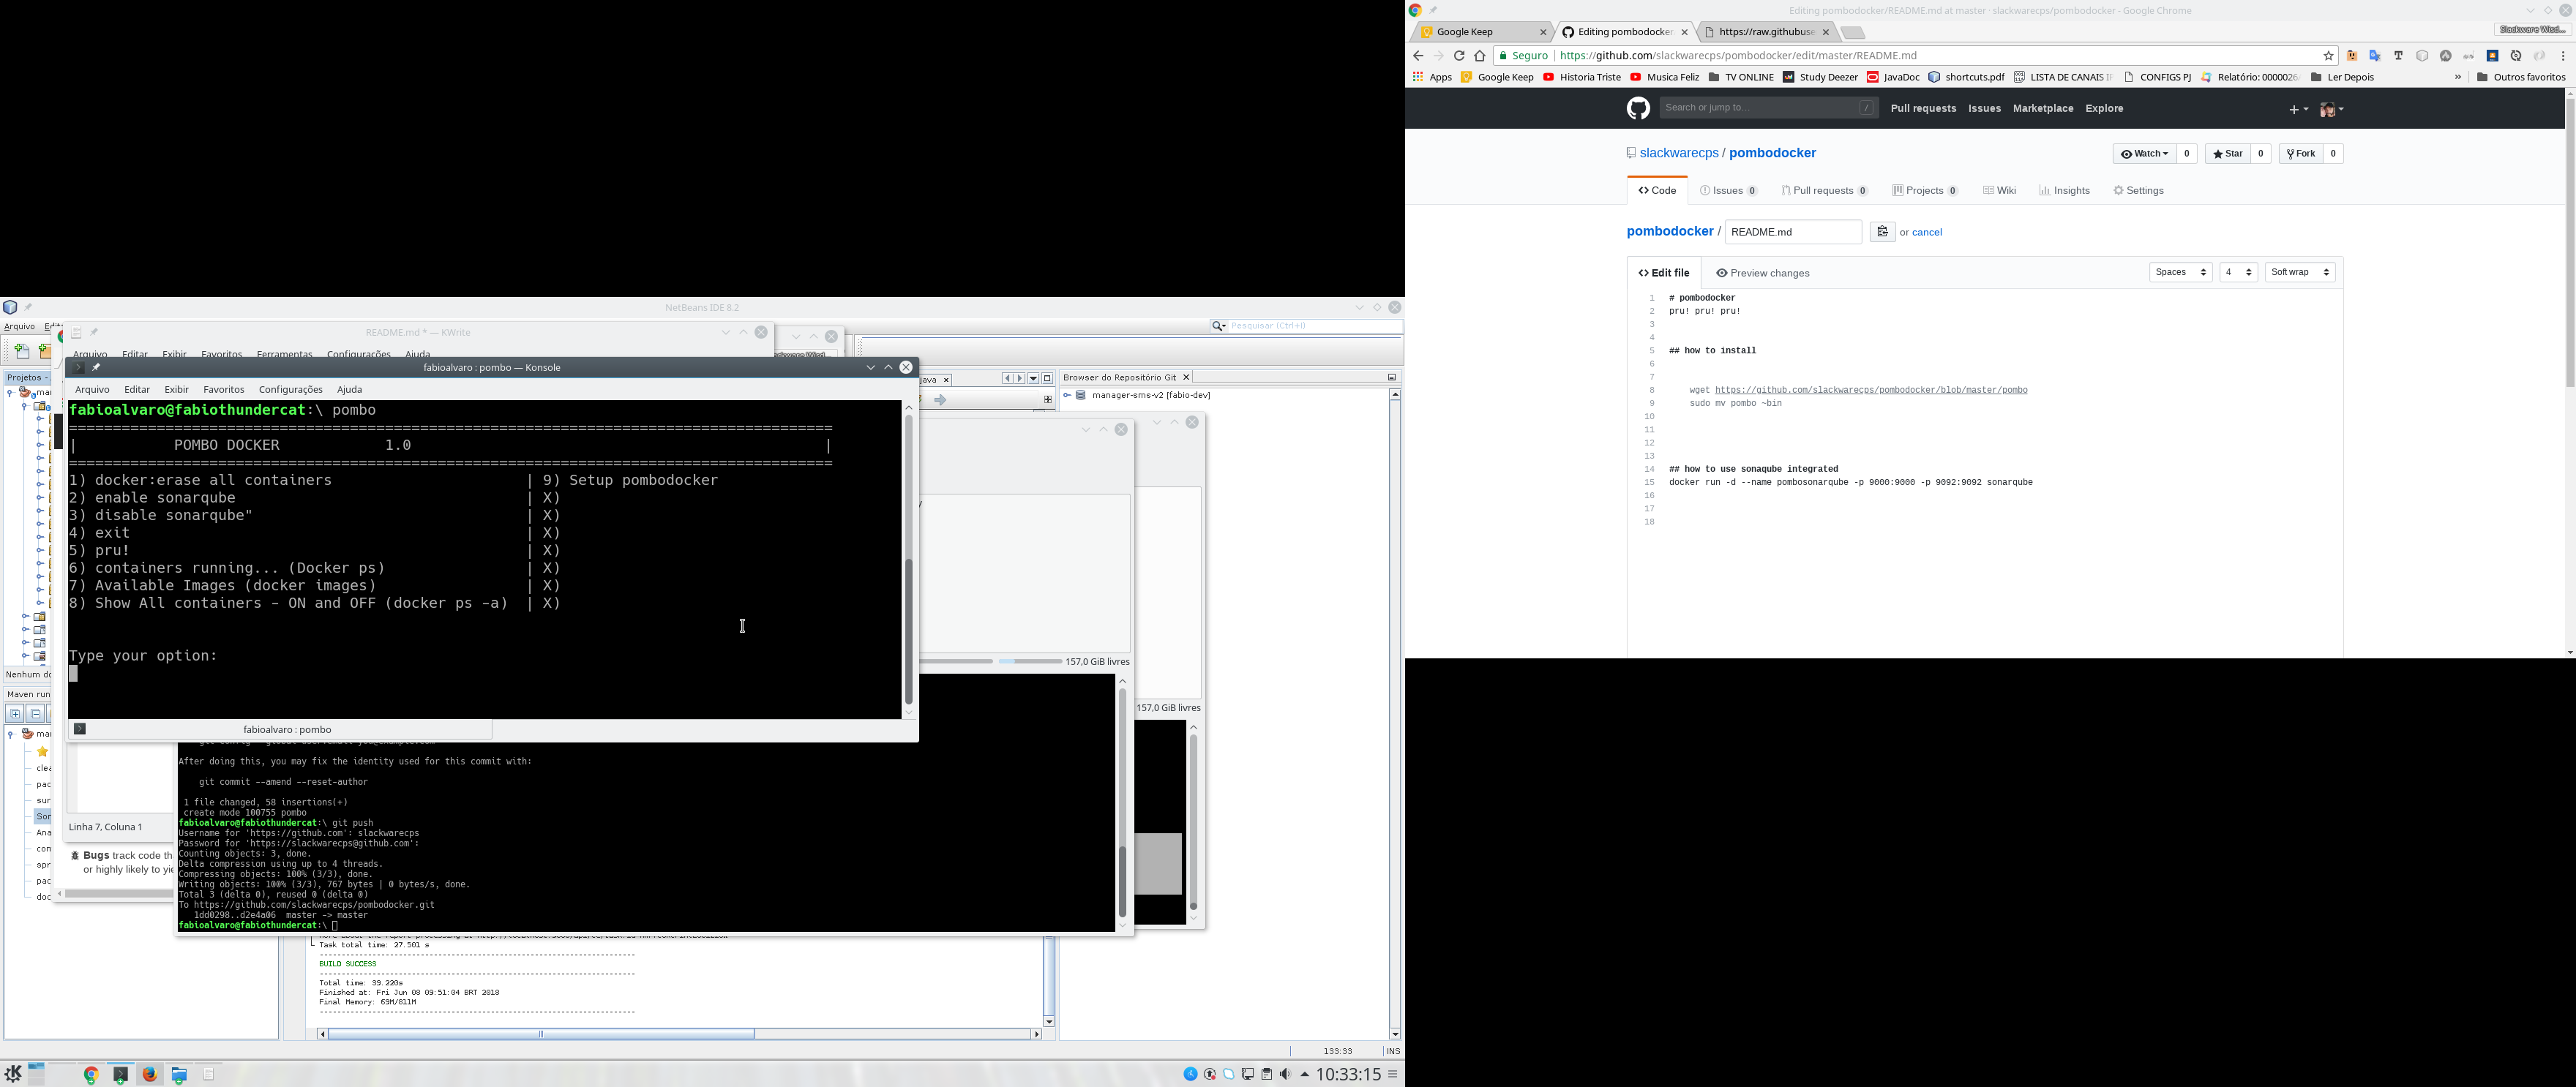 NetBeans IDE 8.2
Arquivo
Pesquisar (Ctrl+I)
README.md * — KWrite
Arquivo Editar Exibir Favoritos Ferramentas Configurações Ajuda
Projetos -
fabioalvaro : pombo — Konsole
Arquivo Editar Exibir Favoritos Configurações Ajuda
fabioalvaro@fabiothundercat:\ pombo
=======================================================================================
| POMBO DOCKER 1.0 |
=======================================================================================
1) docker:erase all containers | 9) Setup pombodocker
2) enable sonarqube | X)
3) disable sonarqube" | X)
4) exit | X)
5) pru! | X)
6) containers running... (Docker ps) | X)
7) Available Images (docker images) | X)
8) Show All containers - ON and OFF (docker ps -a) | X)
Type your option:
fabioalvaro : pombo
java
Browser do Repositório Git
manager-sms-v2 [fabio-dev]
157,0 GiB livres
157,0 GiB livres
Nenhum
Maven
Linha 7, Coluna 1
Bugs track code
or highly likely to
After doing this, you may fix the identity used for this commit with:
git commit --amend --reset-author
1 file changed, 58 insertions(+)
create mode 100755 pombo
fabioalvaro@fabiothundercat:\ git push
Username for 'https://github.com': slackwarecps
Password for 'https://slackwarecps@github.com':
Counting objects: 3, done.
Delta compression using up to 4 threads.
Compressing objects: 100% (3/3), done.
Writing objects: 100% (3/3), 767 bytes | 0 bytes/s, done.
Total 3 (delta 0), reused 0 (delta 0)
To https://github.com/slackwarecps/pombodocker.git
1dd0298..d2e4a06 master -> master
fabioalvaro@fabiothundercat:\
Task total time: 27.501 s
BUILD SUCCESS
Total time: 39.220s
Finished at: Fri Jun 08 09:51:04 BRT 2018
Final Memory: 69M/811M
133:33 INS
10:33:15
Editing pombodocker/README.md at master · slackwarecps/pombodocker - Google Chrome
Google Keep
Editing pombodocker
https://raw.githubuse
Slackware Wisd...
Seguro https://github.com/slackwarecps/pombodocker/edit/master/README.md
Apps Google Keep Historia Triste Musica Feliz TV ONLINE Study Deezer JavaDoc shortcuts.pdf LISTA DE CANAIS CONFIGS PJ Relatório: 0000026 Ler Depois » Outros favoritos
Search or jump to… / Pull requests Issues Marketplace Explore
slackwarecps / pombodocker
Watch 0 Star 0 Fork 0
Code Issues 0 Pull requests 0 Projects 0 Wiki Insights Settings
pombodocker / README.md or cancel
Edit file Preview changes Spaces 4 Soft wrap
1 # pombodocker
2 pru! pru! pru!
3
4
5 ## how to install
6
7
8 wget https://github.com/slackwarecps/pombodocker/blob/master/pombo
9 sudo mv pombo ~bin
10
11
12
13
14 ## how to use sonaqube integrated
15 docker run -d --name pombosonarqube -p 9000:9000 -p 9092:9092 sonarqube
16
17
18